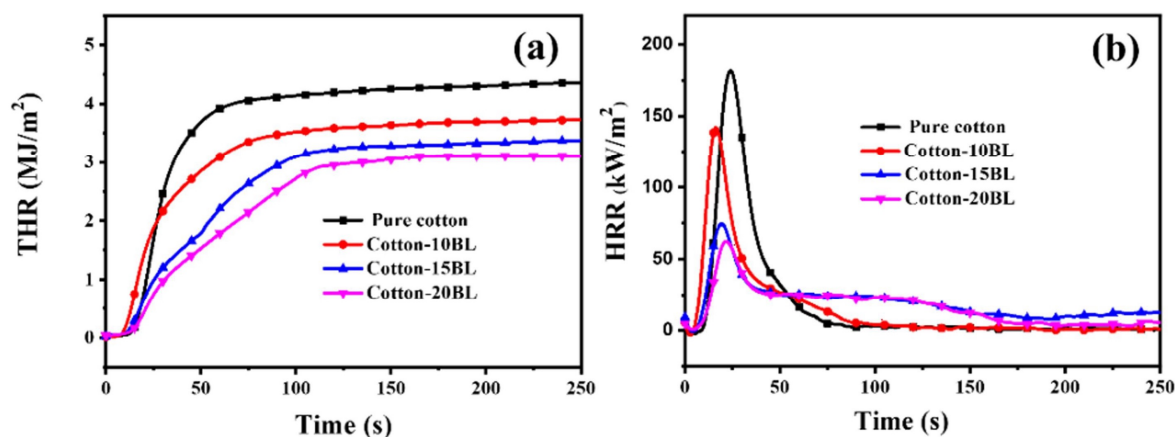 (a)
THR (MJ/m²)
5
4
3
2
1
0
Pure cotton
Cotton-10BL
Cotton-15BL
Cotton-20BL
0 50 100 150 200 250
Time (s)
(b)
HRR (kW/m²)
200
150
100
50
0
Pure cotton
Cotton-10BL
Cotton-15BL
Cotton-20BL
0 50 100 150 200 250
Time (s)